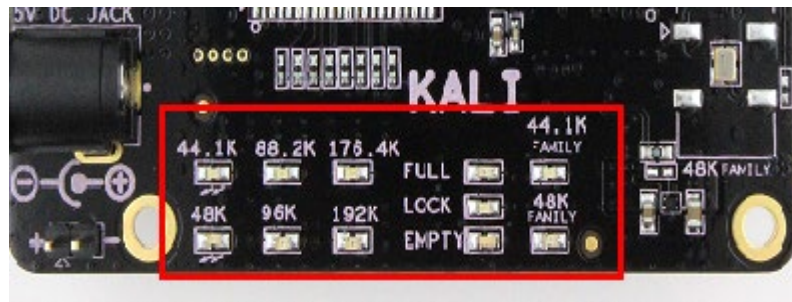 5V DC JACK
KALI
44.1K 88.2K 176.4K
FULL
44.1K
FAMILY
48K 96K 192K
LOCK
EMPTY
48K
FAMILY
48K FAMILY